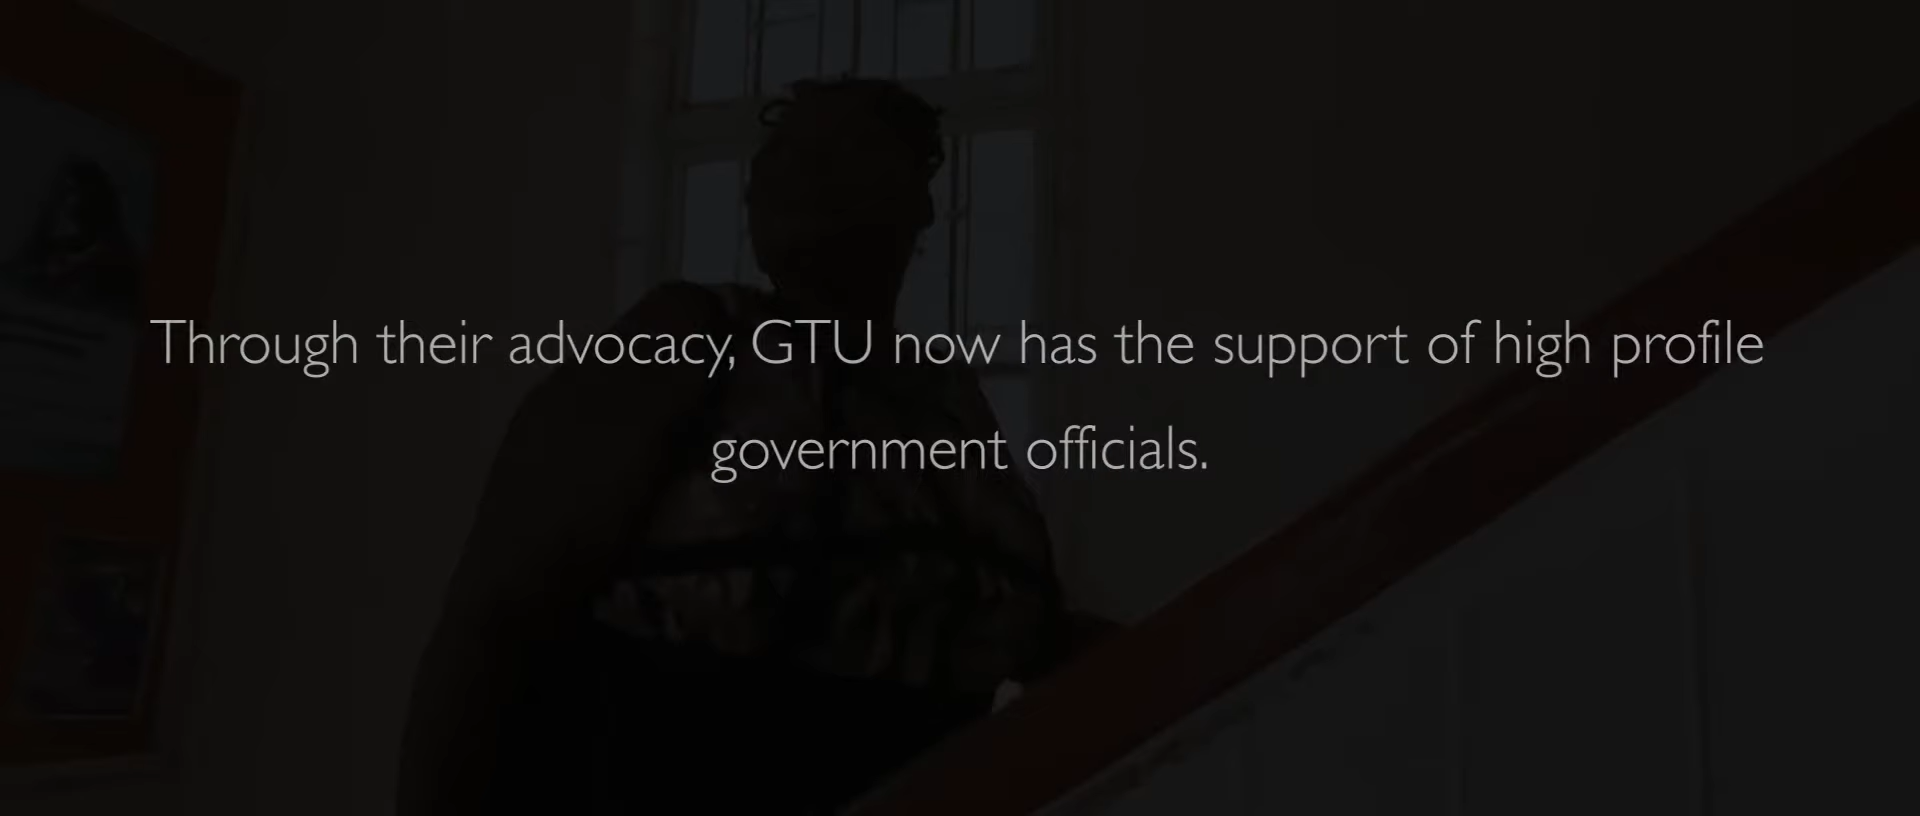 Through their advocacy, GTU now has the support of high profile
government officials.